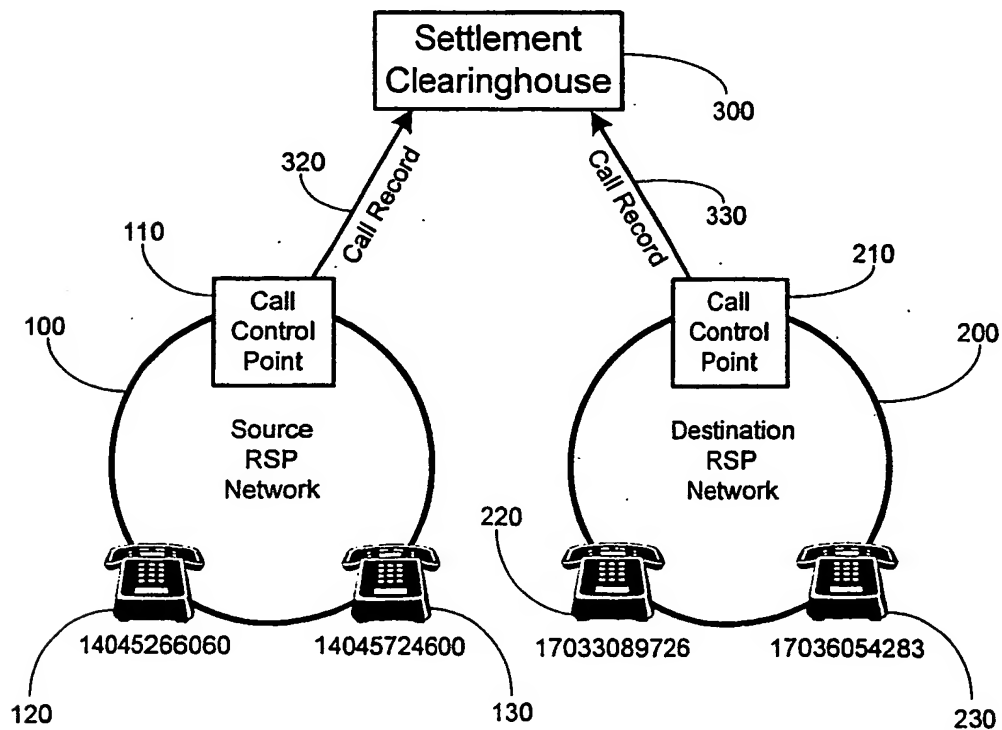 Settlement
Clearinghouse
300
320
Call Record
Call Record
330
110
210
Call
Control
Point
Call
Control
Point
100
200
Source
RSP
Network
Destination
RSP
Network
220
14045266060
14045724600
17033089726
17036054283
120
130
230